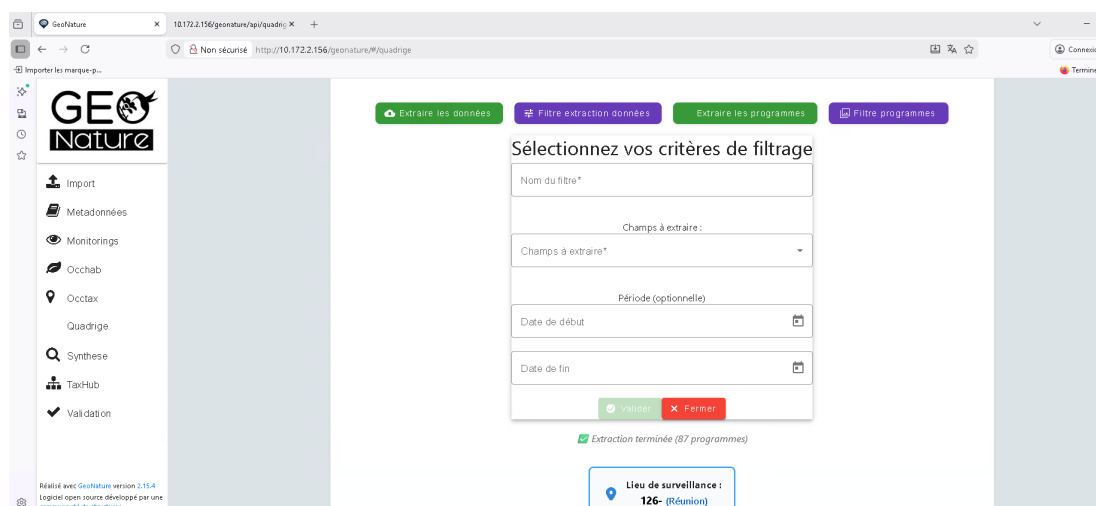 GeoNature
10.172.2.156/geonature/api/quadrig
Non sécurisé http://10.172.2.156/geonature/#/quadrige
Connexi
Importer les marque-p...
Termine
GEO
Nature
Import
Metadonnées
Monitorings
Occhab
Occtax
Quadrige
Synthese
TaxHub
Validation
Réalisé avec GeoNature version 2.15.4
Logiciel open source développé par une
Extraire les données
Filtre extraction données
Extraire les programmes
Filtre programmes
Sélectionnez vos critères de filtrage
Nom du filtre*
Champs à extraire :
Champs à extraire*
Période (optionnelle)
Date de début
Date de fin
Valider
Fermer
Extraction terminée (87 programmes)
Lieu de surveillance :
126- (Réunion)